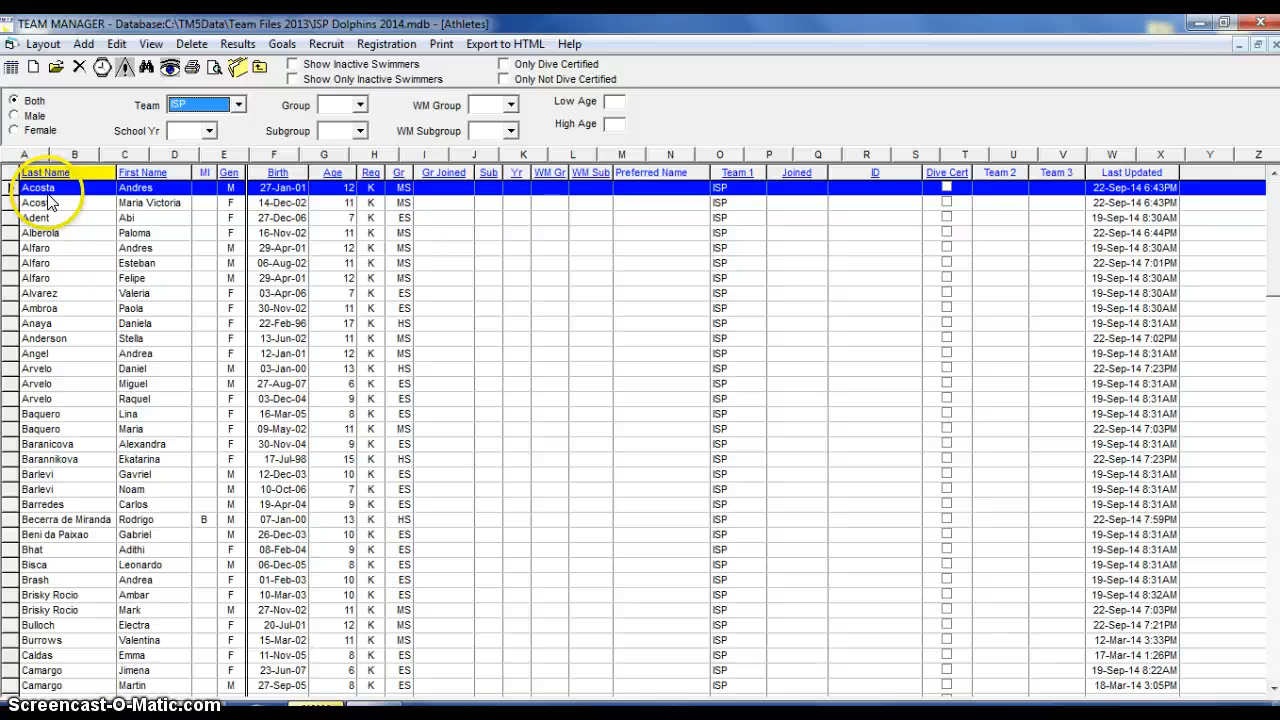 TEAM MANAGER - Database:C:\TM5Data\Team Files 2013\ISP Dolphins 2014.mdb - [Athletes]
Layout Add Edit View Delete Results Goals Recruit Registration Print Export to HTML Help
Show Inactive Swimmers Only Dive Certified
Show Only Inactive Swimmers Only Not Dive Certified
Both Team ISP Group WM Group Low Age
Male
Female School Yr Subgroup WM Subgroup High Age
A B C D E F G H I J K L M N O P Q R S T U V W X Y Z
Last Name First Name MI Gen Birth Age Reg Gr Gr Joined Sub Yr WM Gr WM Sub Preferred Name Team 1 Joined ID Dive Cert Team 2 Team 3 Last Updated
Acosta Andres M 27-Jan-01 12 K MS ISP 22-Sep-14 6:43PM
Acosta Maria Victoria F 14-Dec-02 11 K MS ISP 22-Sep-14 6:43PM
Adent Abi F 27-Dec-06 7 K ES ISP 19-Sep-14 8:30AM
Alberola Paloma F 16-Nov-02 11 K MS ISP 22-Sep-14 6:44PM
Alfaro Andres M 29-Apr-01 12 K MS ISP 19-Sep-14 8:30AM
Alfaro Esteban M 06-Aug-02 11 K MS ISP 22-Sep-14 7:01PM
Alfaro Felipe M 29-Apr-01 12 K MS ISP 19-Sep-14 8:30AM
Alvarez Valeria F 03-Apr-06 7 K ES ISP 19-Sep-14 8:30AM
Ambroa Paola F 30-Nov-02 11 K MS ISP 19-Sep-14 8:30AM
Anaya Daniela F 22-Feb-96 17 K HS ISP 19-Sep-14 8:31AM
Anderson Stella F 13-Jun-02 11 K MS ISP 22-Sep-14 7:02PM
Angel Andrea F 12-Jan-01 12 K MS ISP 19-Sep-14 8:31AM
Arvelo Daniel M 03-Jan-00 13 K HS ISP 22-Sep-14 7:23PM
Arvelo Miguel M 27-Aug-07 6 K ES ISP 19-Sep-14 8:31AM
Arvelo Raquel F 03-Dec-04 9 K ES ISP 19-Sep-14 8:31AM
Baquero Lina F 16-Mar-05 8 K ES ISP 19-Sep-14 8:31AM
Baquero Maria F 09-May-02 11 K MS ISP 22-Sep-14 7:03PM
Baranicova Alexandra F 30-Nov-04 9 K ES ISP 19-Sep-14 8:31AM
Barannikova Ekatarina F 17-Jul-98 15 K HS ISP 19-Sep-14 8:31AM
Barlevi Gavriel M 12-Dec-03 10 K ES ISP 19-Sep-14 8:31AM
Barlevi Noam M 10-Oct-06 7 K ES ISP 19-Sep-14 8:31AM
Barredes Carlos M 19-Apr-04 9 K ES ISP 19-Sep-14 8:31AM
Becerra de Miranda Rodrigo B M 07-Jan-00 13 K HS ISP 22-Sep-14 7:59PM
Beni da Paixao Gabriel M 26-Dec-03 10 K ES ISP 19-Sep-14 8:31AM
Bhat Adithi F 08-Feb-04 9 K ES ISP 19-Sep-14 8:31AM
Bisca Leonardo M 06-Dec-05 8 K ES ISP 19-Sep-14 8:31AM
Brash Andrea F 01-Feb-03 10 K ES ISP 19-Sep-14 8:31AM
Brisky Rocio Ambar F 10-Mar-03 10 K ES ISP 19-Sep-14 8:32AM
Brisky Rocio Mark M 27-Nov-02 11 K MS ISP 22-Sep-14 7:03PM
Bulloch Electra F 20-Jul-01 12 K MS ISP 22-Sep-14 7:21PM
Burrows Valentina F 15-Mar-02 11 K MS ISP 12-Mar-14 3:33PM
Caldas Emma F 11-Nov-05 8 K ES ISP 17-Mar-14 1:26PM
Camargo Jimena F 23-Jun-07 6 K ES ISP 19-Sep-14 8:22AM
Camargo Martin M 27-Sep-05 8 K ES ISP 18-Mar-14 3:05PM
Screencast-O-Matic.com